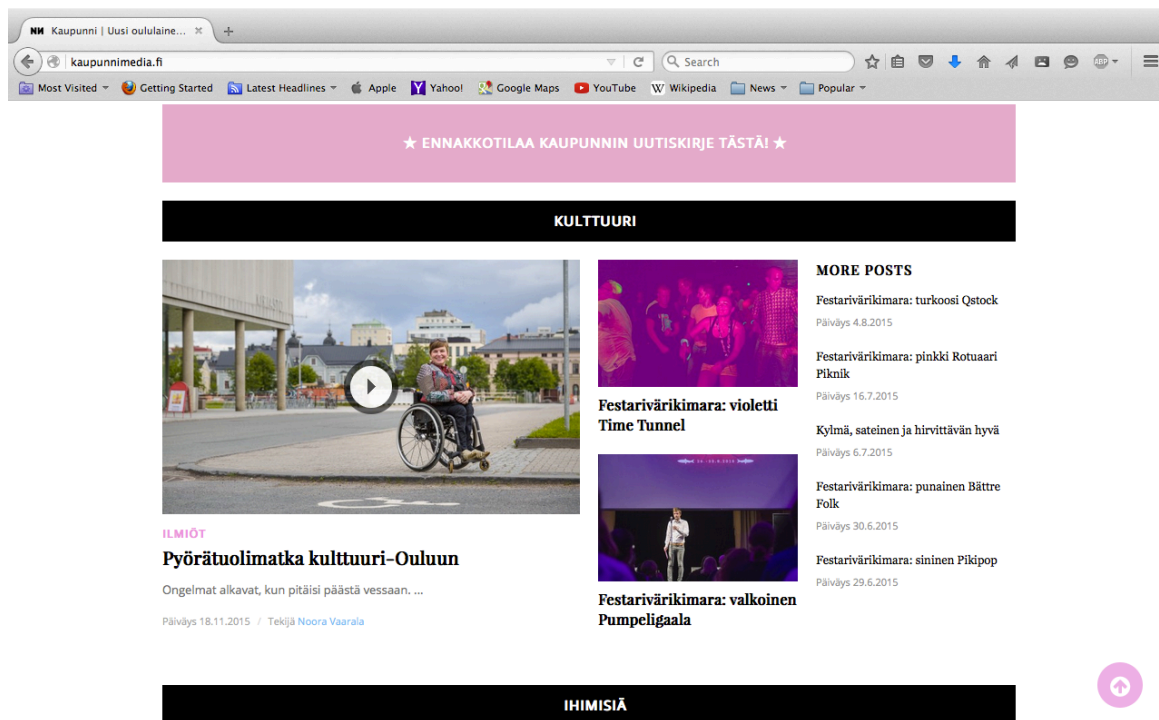 NN Kaupunni | Uusi oululaine...
kaupunnimedia.fi
Search
ABP
Most Visited
Getting Started
Latest Headlines
Apple
Yahoo!
Google Maps
YouTube
W Wikipedia
News
Popular
★ ENNAKKOTILAA KAUPUNNIN UUTISKIRJE TÄSTÄ! ★
KULTTUURI
ILMIÖT
Pyörätuolimatka kulttuuri-Ouluun
Ongelmat alkavat, kun pitäisi päästä vessaan. ...
Päiväys 18.11.2015 / Tekijä Noora Vaarala
Festarivärikimara: violetti
Time Tunnel
Festarivärikimara: valkoinen
Pumpeligaala
MORE POSTS
Festarivärikimara: turkoosi Qstock
Päiväys 4.8.2015
Festarivärikimara: pinkki Rotuaari
Piknik
Päiväys 16.7.2015
Kylmä, sateinen ja hirvittävän hyvä
Päiväys 6.7.2015
Festarivärikimara: punainen Bättre
Folk
Päiväys 30.6.2015
Festarivärikimara: sininen Pikipop
Päiväys 29.6.2015
IHIMISIÄ